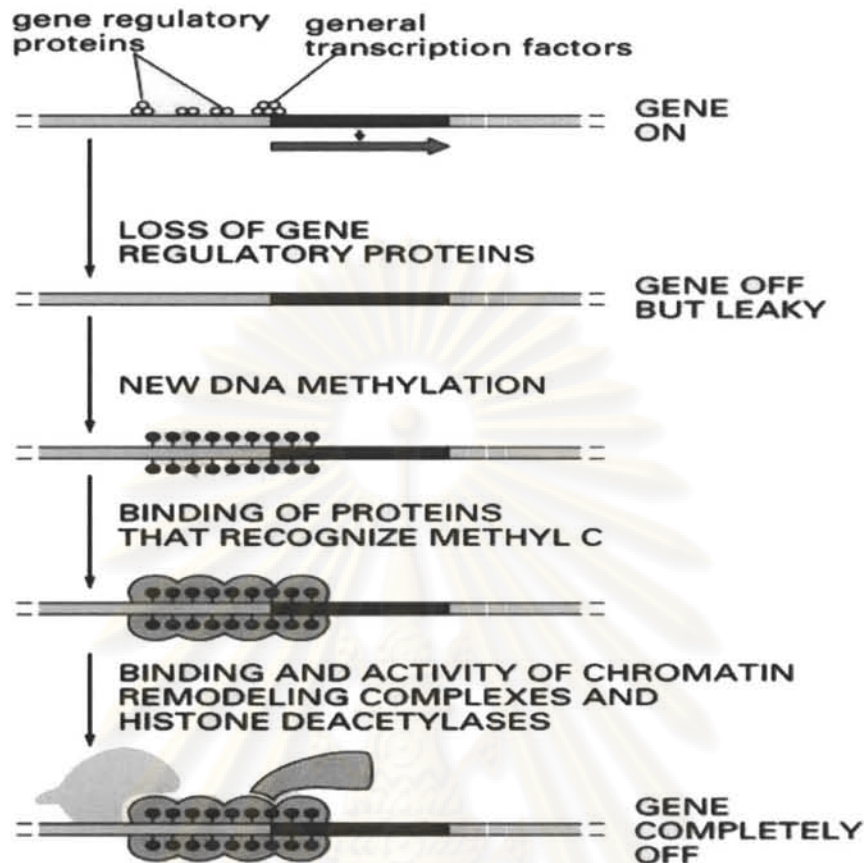 gene regulatory
proteins
general
transcription factors
GENE
ON
LOSS OF GENE
REGULATORY PROTEINS
GENE OFF
BUT LEAKY
NEW DNA METHYLATION
BINDING OF PROTEINS
THAT RECOGNIZE METHYL C
BINDING AND ACTIVITY OF CHROMATIN
REMODELING COMPLEXES AND
HISTONE DEACETYLASES
GENE
COMPLETELY
OFF